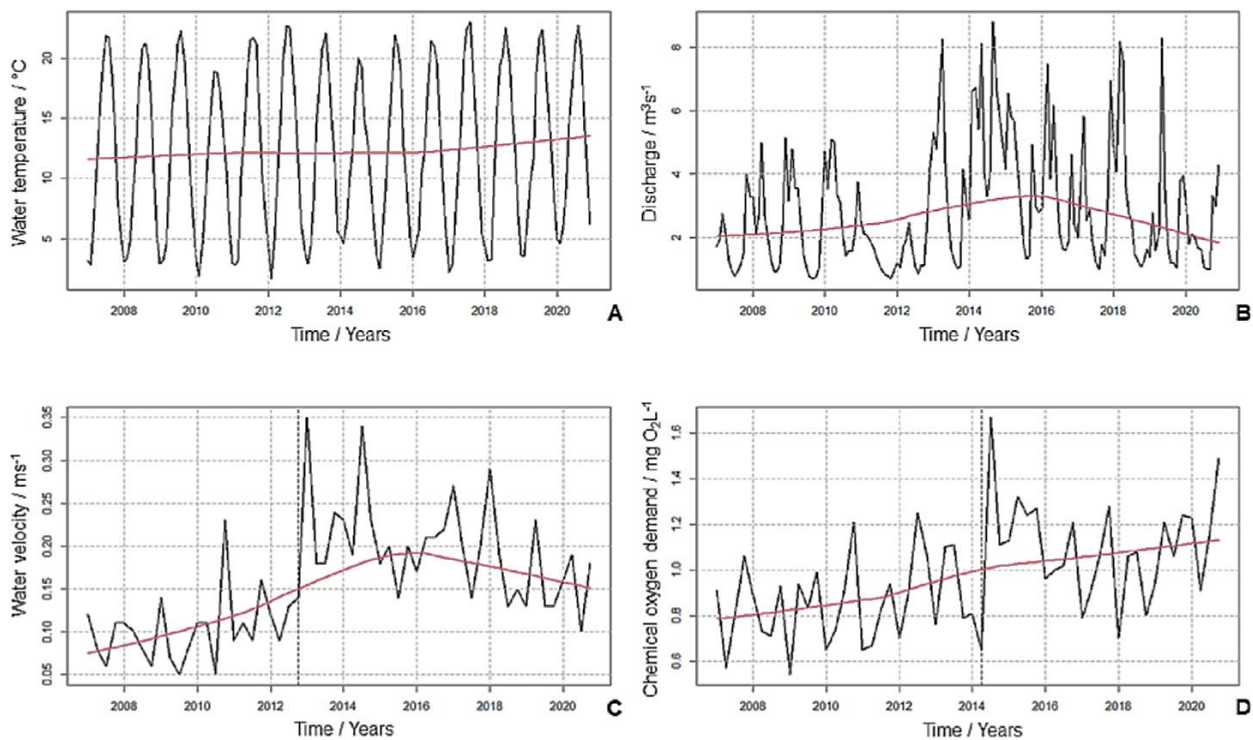 Water temperature / °C
20
15
10
5
2008 2010 2012 2014 2016 2018 2020
Time / Years
A
Discharge / m³s⁻¹
8
6
4
2
2008 2010 2012 2014 2016 2018 2020
Time / Years
B
Water velocity / ms⁻¹
0.35
0.30
0.25
0.20
0.15
0.10
0.05
2008 2010 2012 2014 2016 2018 2020
Time / Years
C
Chemical oxygen demand / mg O₂L⁻¹
1.6
1.4
1.2
1.0
0.8
0.6
2008 2010 2012 2014 2016 2018 2020
Time / Years
D